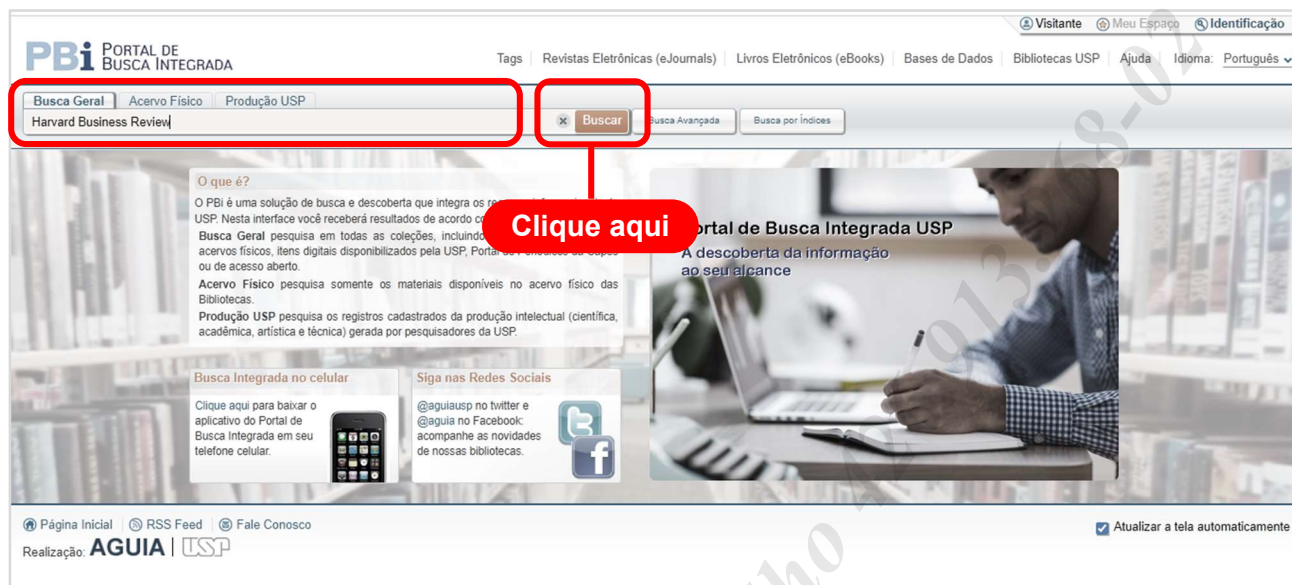 Visitante Meu Espaço Identificação
PBi PORTAL DE BUSCA INTEGRADA
Tags Revistas Eletrônicas (eJournals) Livros Eletrônicos (eBooks) Bases de Dados Bibliotecas USP Ajuda Idioma: Português
Busca Geral Acervo Físico Produção USP
Harvard Business Review
Buscar Busca Avançada Busca por Índices
Clique aqui
O que é?
O PBi é uma solução de busca e descoberta que integra os
USP. Nesta interface você receberá resultados de acordo
Busca Geral pesquisa em todas as coleções, incluindo
acervos físicos, itens digitais disponibilizados pela USP, Portal de Periódicos da Capes
ou de acesso aberto.
Acervo Físico pesquisa somente os materiais disponíveis no acervo físico das
Bibliotecas.
Produção USP pesquisa os registros cadastrados da produção intelectual (científica,
acadêmica, artística e técnica) gerada por pesquisadores da USP.
Busca Integrada no celular
Clique aqui para baixar o
aplicativo do Portal de
Busca Integrada em seu
telefone celular.
Siga nas Redes Sociais
@aguiausp no twitter e
@aguia no Facebook:
acompanhe as novidades
de nossas bibliotecas.
de Busca Integrada USP
A descoberta da informação
ao seu alcance
Página Inicial RSS Feed Fale Conosco
Atualizar a tela automaticamente
Realização: AGUIA | USP